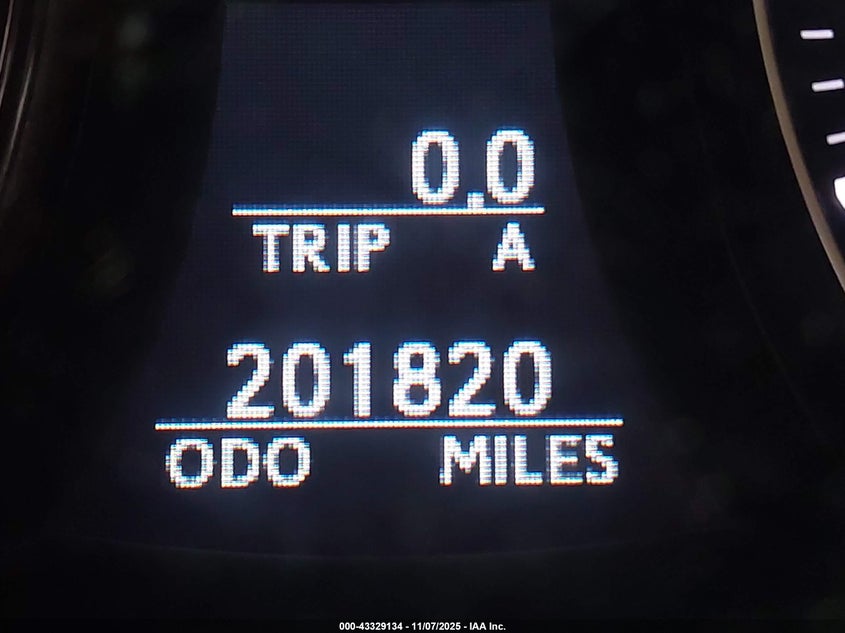 0.0
TRIP A
201820
ODO MILES
000-43329134 - 11/07/2025 - IAA Inc.